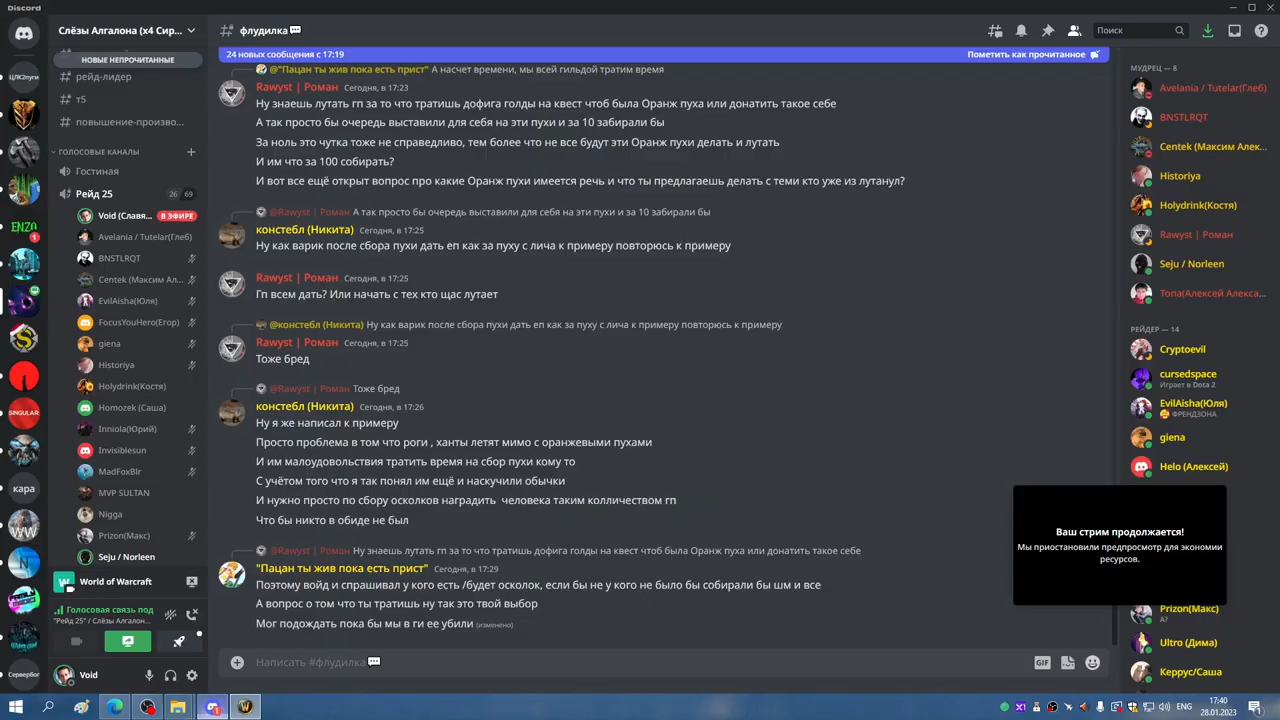 Discord
Слёзы Алгалона (x4 Сир...
флудилка
Поиск
НОВЫЕ НЕПРОЧИТАННЫЕ
рейд-лидер
т5
повышение-произво...
ГОЛОСОВЫЕ КАНАЛЫ
Гостиная
Рейд 25
26 69
Void (Славя...
В ЭФИРЕ
Avelania / Tutelar(Глеб)
BNSTLRQT
Centek (Максим Ал...
EvilAisha(Юля)
FocusYouHero(Егор)
giena
Historiya
Holydrink(Костя)
Homozek (Саша)
Inniola(Юрий)
Invisiblesun
MadFoxBlr
MVP SULTAN
Nigga
Prizon(Макс)
Seju / Norleen
World of Warcraft
Голосовая связь под
"Рейд 25" / Слёзы Алгалон...
Void
ENZO
1
SINGULAR
кара
Серверbor
24 новых сообщения с 17:19
Пометить как прочитанное
@"Пацан ты жив пока есть прист" А насчет времени, мы всей гильдой тратим время
Rawyst | Роман Сегодня, в 17:23
Ну знаешь лутать гп за то что тратишь дофига голды на квест чтоб была Оранж пуха или донатить такое себе
А так просто бы очередь выставили для себя на эти пухи и за 10 забирали бы
За ноль это чутка тоже не справедливо, тем более что не все будут эти Оранж пухи делать и лутать
И им что за 100 собирать?
И вот все ещё открыт вопрос про какие Оранж пухи имеется речь и что ты предлагаешь делать с теми кто уже из лутанул?
@Rawyst | Роман А так просто бы очередь выставили для себя на эти пухи и за 10 забирали бы
констебл (Никита) Сегодня, в 17:25
Ну как варик после сбора пухи дать еп как за пуху с лича к примеру повторюсь к примеру
Rawyst | Роман Сегодня, в 17:25
Гп всем дать? Или начать с тех кто щас лутает
@констебл (Никита) Ну как варик после сбора пухи дать еп как за пуху с лича к примеру повторюсь к примеру
Rawyst | Роман Сегодня, в 17:25
Тоже бред
@Rawyst | Роман Тоже бред
констебл (Никита) Сегодня, в 17:26
Ну я же написал к примеру
Просто проблема в том что роги , ханты летят мимо с оранжевыми пухами
И им малоудовольствия тратить время на сбор пухи кому то
С учётом того что я так понял им ещё и наскучили обычки
И нужно просто по сбору осколков наградить человека таким колличеством гп
Что бы никто в обиде не был
@Rawyst | Роман Ну знаешь лутать гп за то что тратишь дофига голды на квест чтоб была Оранж пуха или донатить такое себе
"Пацан ты жив пока есть прист" Сегодня, в 17:29
Поэтому войд и спрашивал у кого есть /будет осколок, если бы не у кого не было бы собирали бы шм и все
А вопрос о том что ты тратишь ну так это твой выбор
Мог подождать пока бы мы в ги ее убили (изменено)
Написать #флудилка
GIF
МУДРЕЦ — 8
Avelania / Tutelar(Глеб)
BNSTLRQT
Centek (Максим Алек...
Historiya
Holydrink(Костя)
Rawyst | Роман
Seju / Norleen
Tona(Алексей Алекса...
РЕЙДЕР — 14
Cryptoevil
cursedspace
Играет в Dota 2
EvilAisha(Юля)
ФРЕНДЗОНА
giena
Helo (Алексей)
Ваш стрим продолжается!
Мы приостановили предпросмотр для экономии
ресурсов.
Prizon(Макс)
А?
Ultro (Дима)
Керрус/Саша
ENG
17:40
28.01.2023